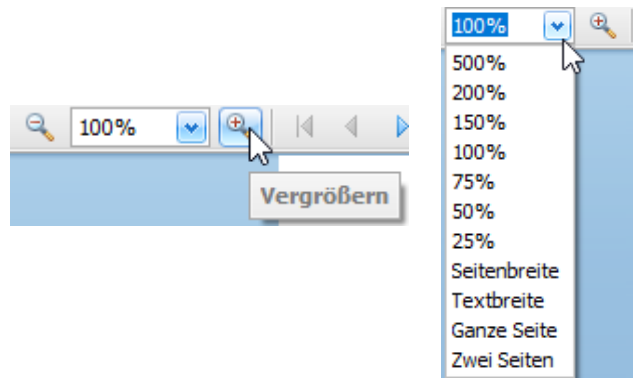 100%
Vergrößern
100%
500%
200%
150%
100%
75%
50%
25%
Seitenbreite
Textbreite
Ganze Seite
Zwei Seiten